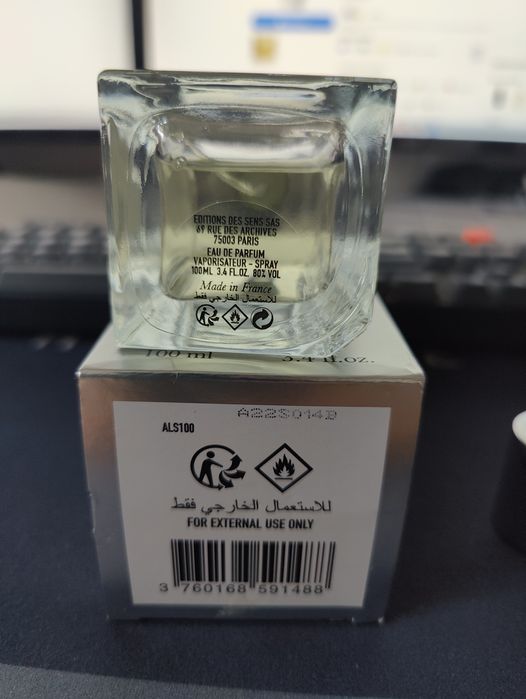 EDITIONS DES SENS SAS
69 RUE DES ARCHIVES
75003 PARIS
EAU DE PARFUM
VAPORISATEUR - SPRAY
100ML 3.4 FL.OZ. 80% VOL
Made in France
للاستعمال الخارجي فقط
100 ml 3.4 fl.oz.
A22S014B
ALS100
للاستعمال الخارجي فقط
FOR EXTERNAL USE ONLY
3 760168 591488